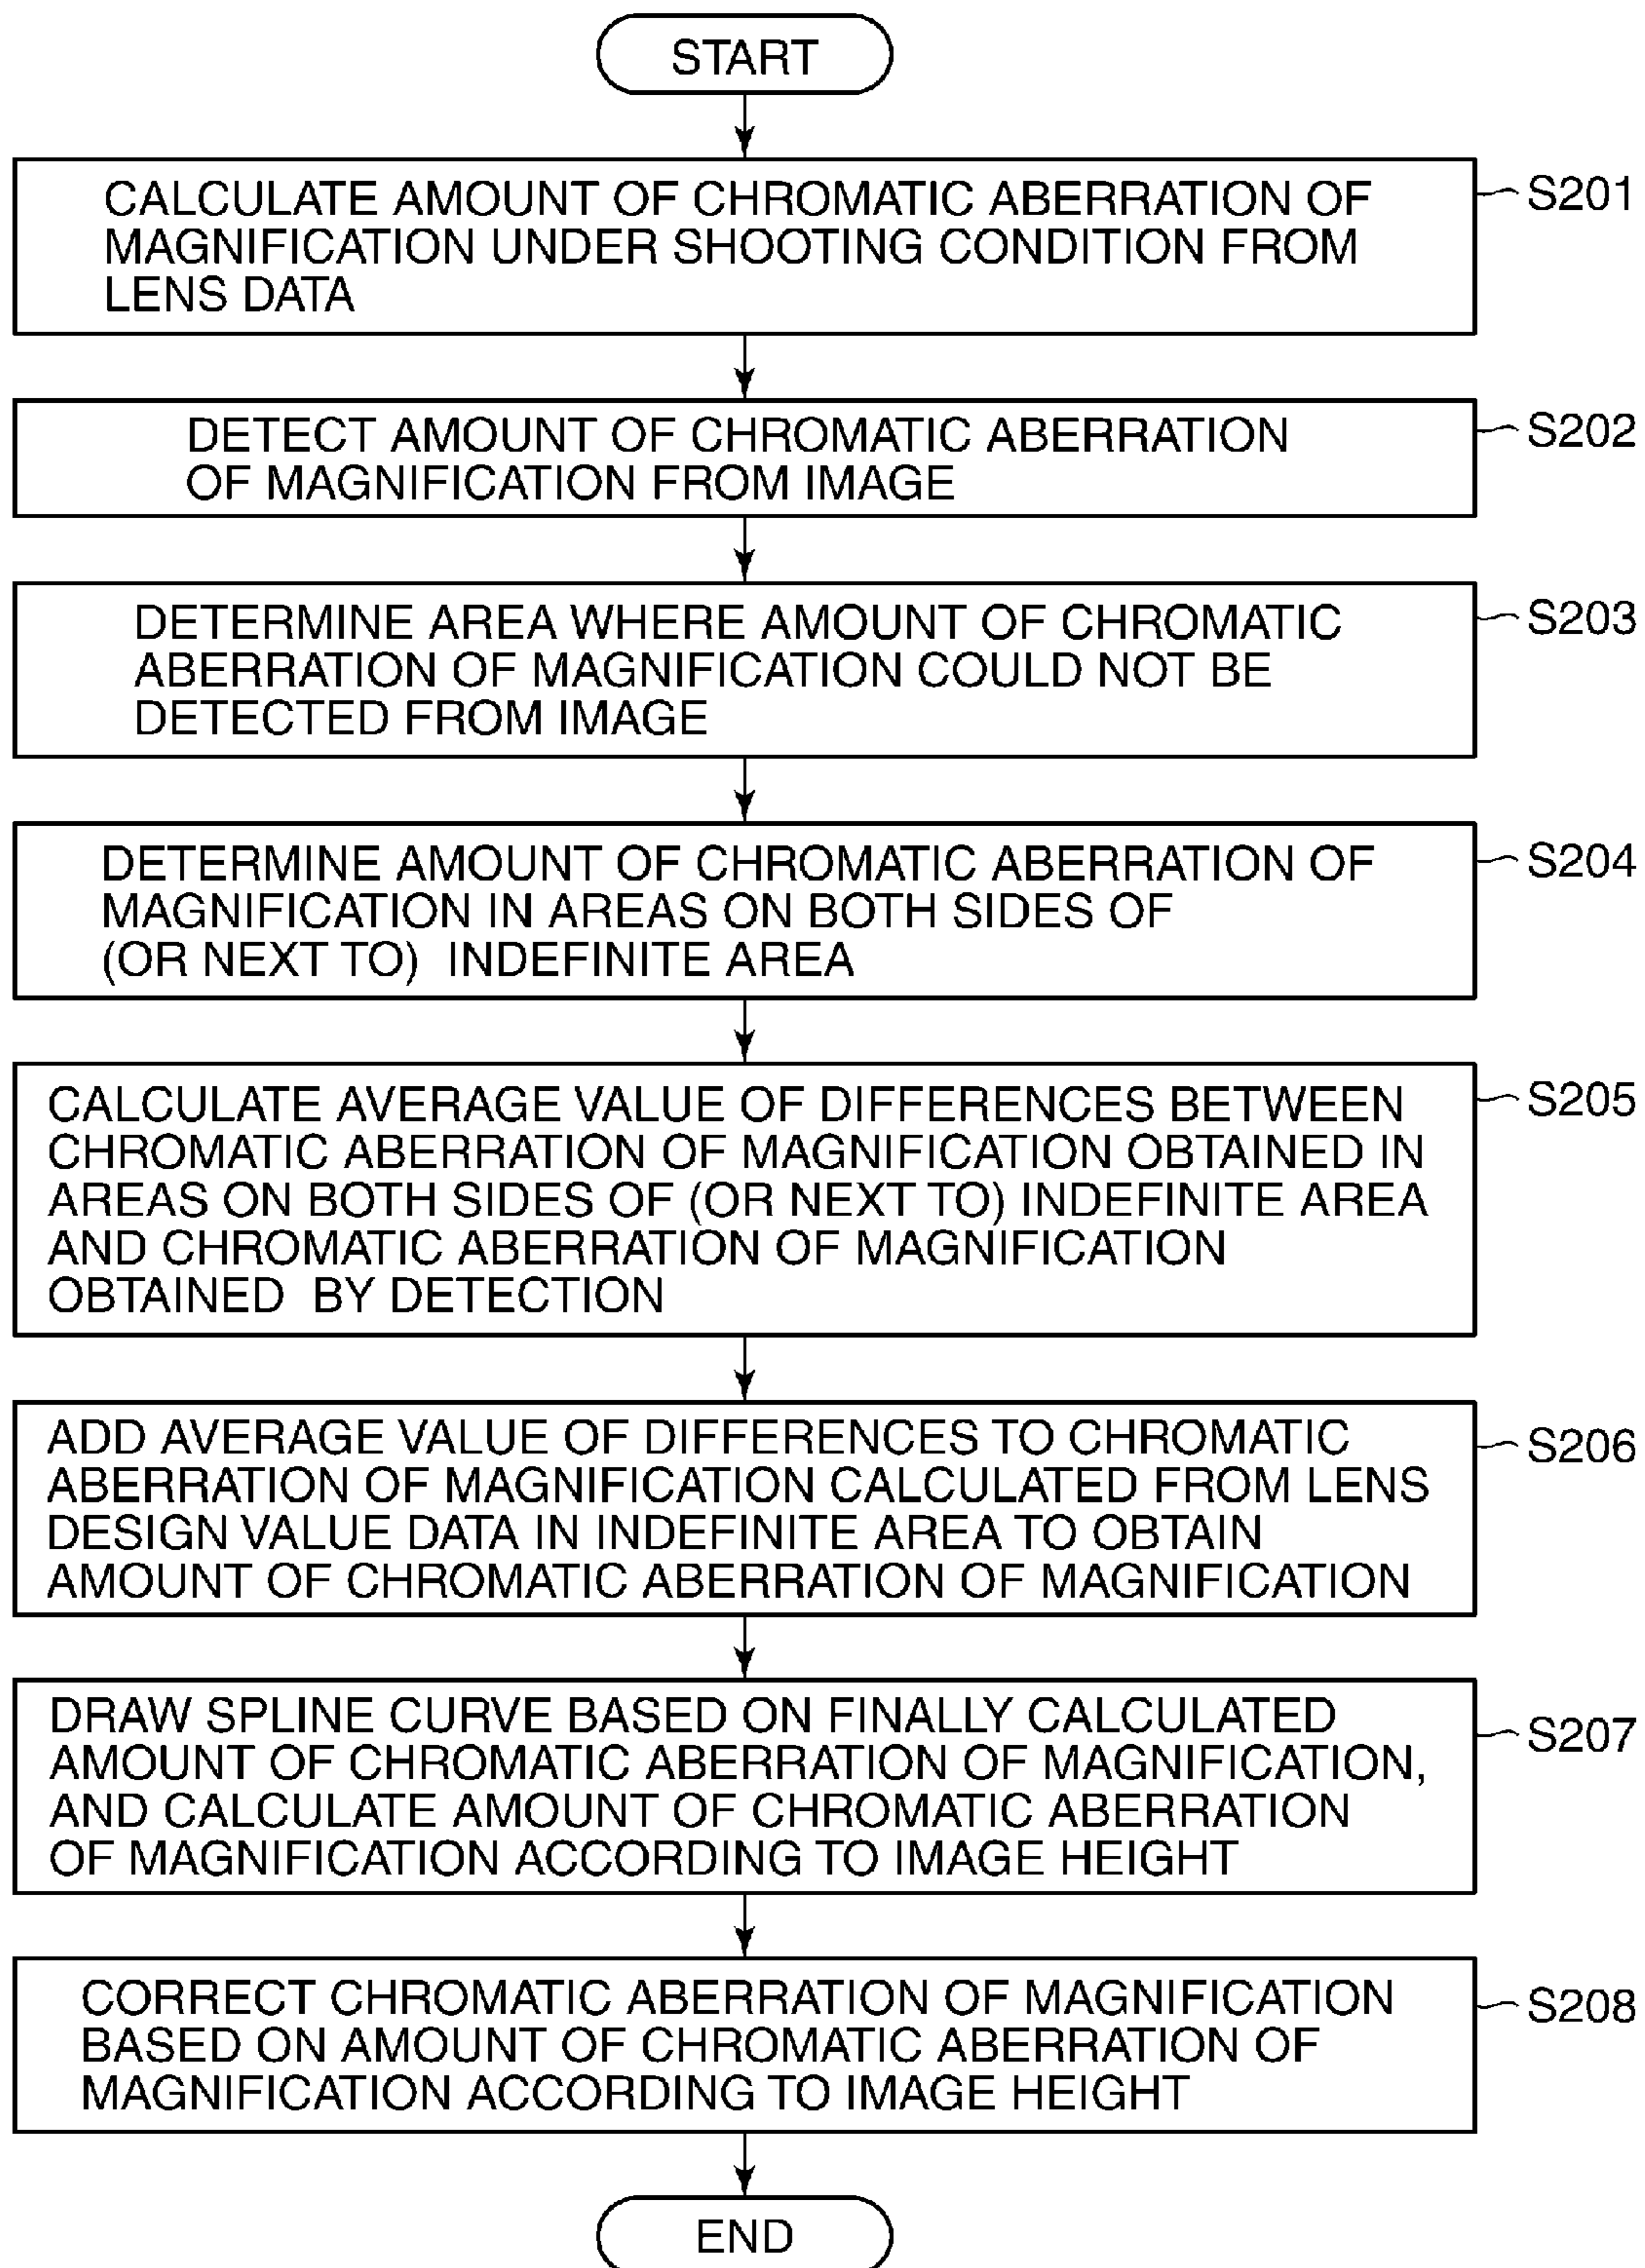 START
CALCULATE AMOUNT OF CHROMATIC ABERRATION OF
MAGNIFICATION UNDER SHOOTING CONDITION FROM
LENS DATA
S201
DETECT AMOUNT OF CHROMATIC ABERRATION
OF MAGNIFICATION FROM IMAGE
S202
DETERMINE AREA WHERE AMOUNT OF CHROMATIC
ABERRATION OF MAGNIFICATION COULD NOT BE
DETECTED FROM IMAGE
S203
DETERMINE AMOUNT OF CHROMATIC ABERRATION OF
MAGNIFICATION IN AREAS ON BOTH SIDES OF
(OR NEXT TO) INDEFINITE AREA
S204
CALCULATE AVERAGE VALUE OF DIFFERENCES BETWEEN
CHROMATIC ABERRATION OF MAGNIFICATION OBTAINED IN
AREAS ON BOTH SIDES OF (OR NEXT TO) INDEFINITE AREA
AND CHROMATIC ABERRATION OF MAGNIFICATION
OBTAINED BY DETECTION
S205
ADD AVERAGE VALUE OF DIFFERENCES TO CHROMATIC
ABERRATION OF MAGNIFICATION CALCULATED FROM LENS
DESIGN VALUE DATA IN INDEFINITE AREA TO OBTAIN
AMOUNT OF CHROMATIC ABERRATION OF MAGNIFICATION
S206
DRAW SPLINE CURVE BASED ON FINALLY CALCULATED
AMOUNT OF CHROMATIC ABERRATION OF MAGNIFICATION,
AND CALCULATE AMOUNT OF CHROMATIC ABERRATION
OF MAGNIFICATION ACCORDING TO IMAGE HEIGHT
S207
CORRECT CHROMATIC ABERRATION OF MAGNIFICATION
BASED ON AMOUNT OF CHROMATIC ABERRATION OF
MAGNIFICATION ACCORDING TO IMAGE HEIGHT
S208
END